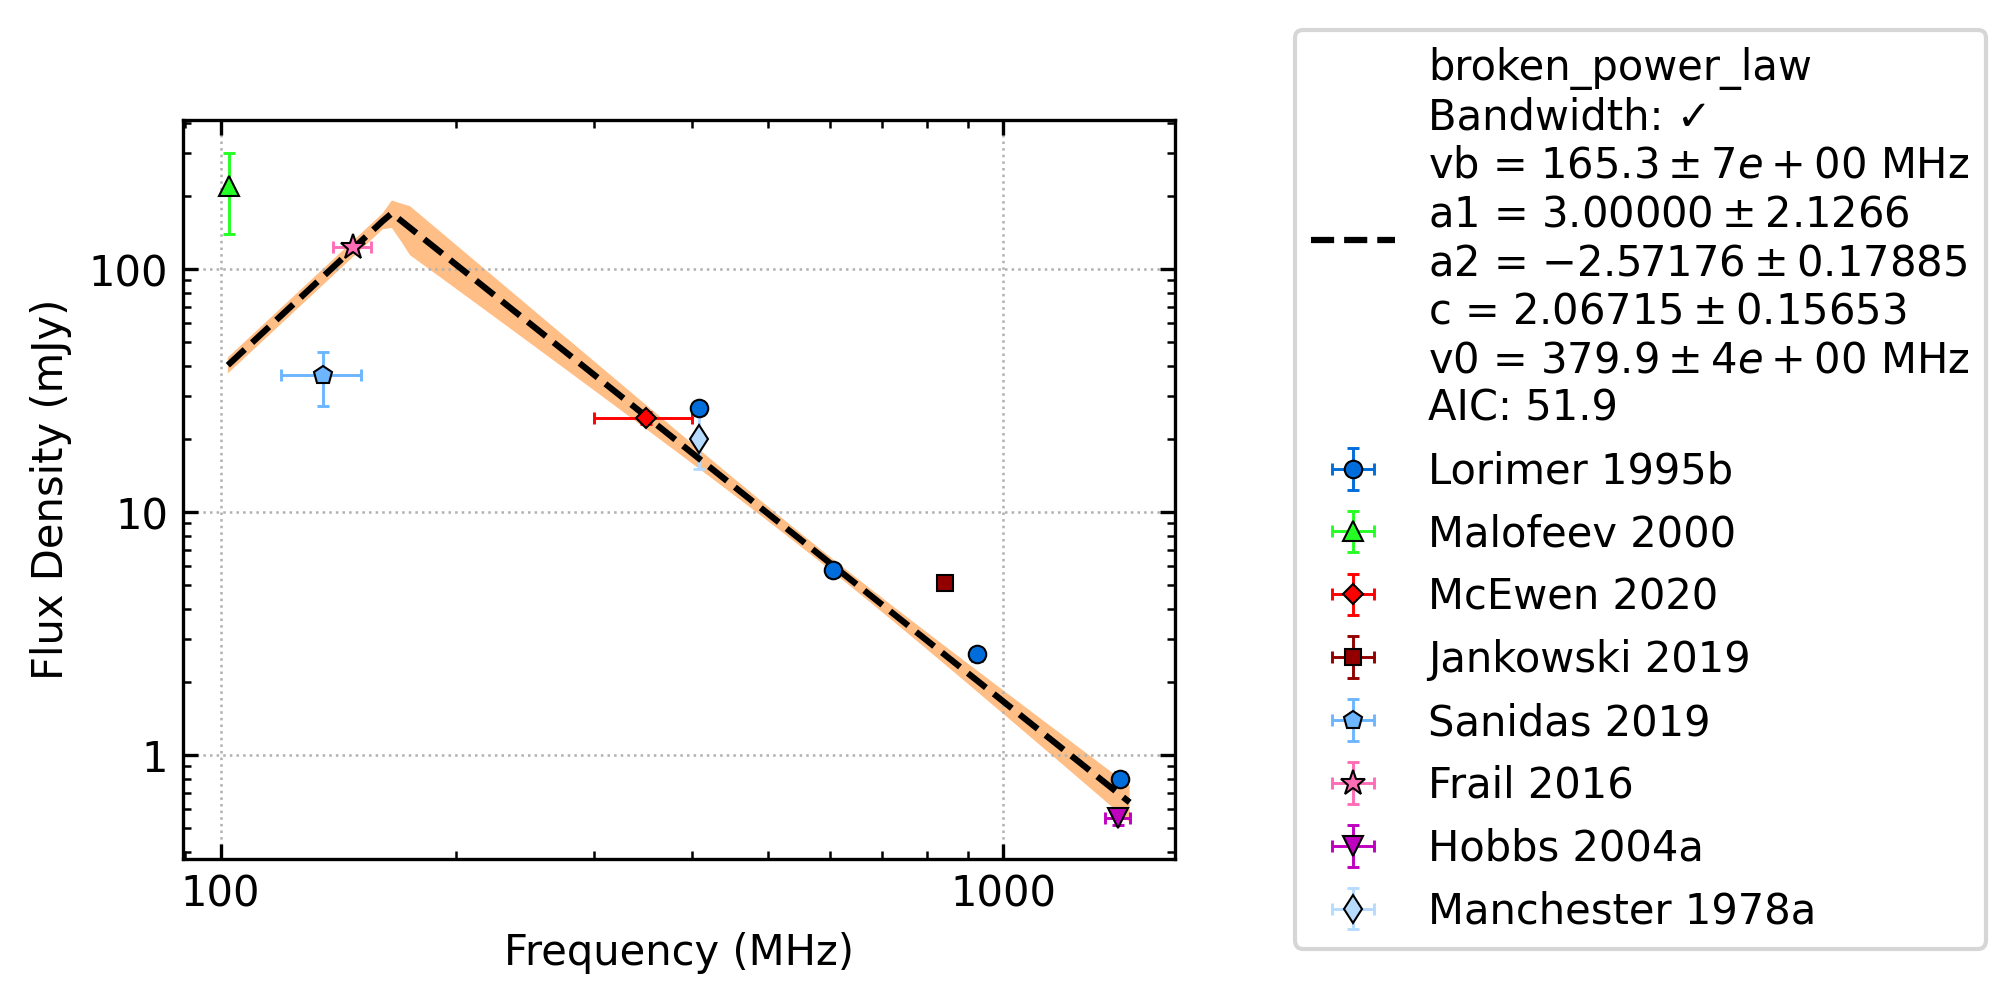 Flux Density (mJy)
100
10
1
100
1000
Frequency (MHz)
broken_power_law
Bandwidth: ✓
vb = 165.3 ± 7e + 00 MHz
a1 = 3.00000 ± 2.1266
a2 = −2.57176 ± 0.17885
c = 2.06715 ± 0.15653
v0 = 379.9 ± 4e + 00 MHz
AIC: 51.9
Lorimer 1995b
Malofeev 2000
McEwen 2020
Jankowski 2019
Sanidas 2019
Frail 2016
Hobbs 2004a
Manchester 1978a